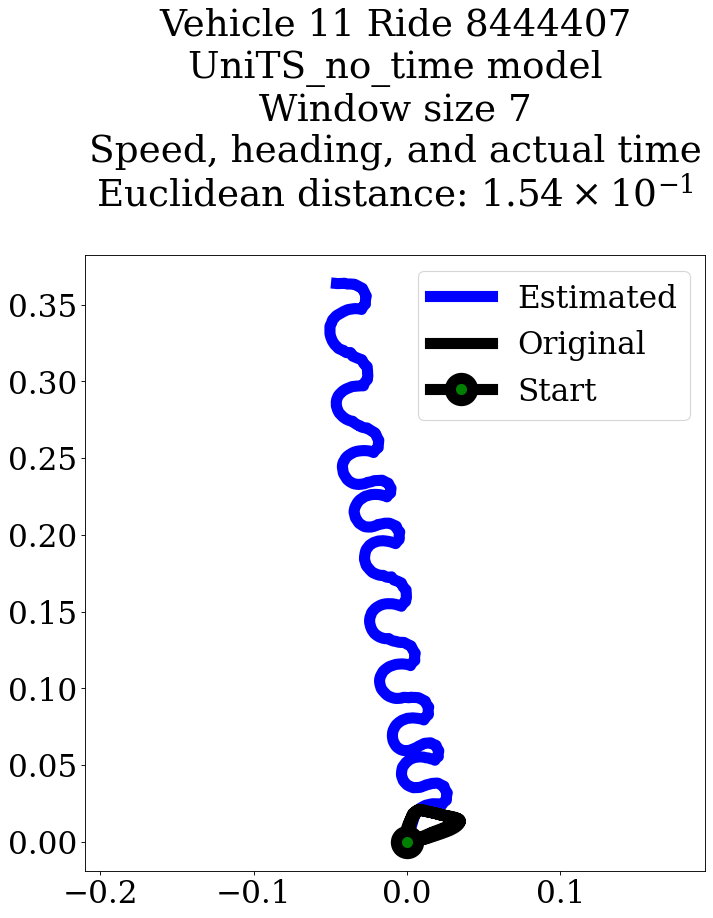 Vehicle 11 Ride 8444407
UniTS_no_time model
Window size 7
Speed, heading, and actual time
Euclidean distance: 1.54 × 10⁻¹
Estimated
Original
Start
0.35
0.30
0.25
0.20
0.15
0.10
0.05
0.00
−0.2 −0.1 0.0 0.1